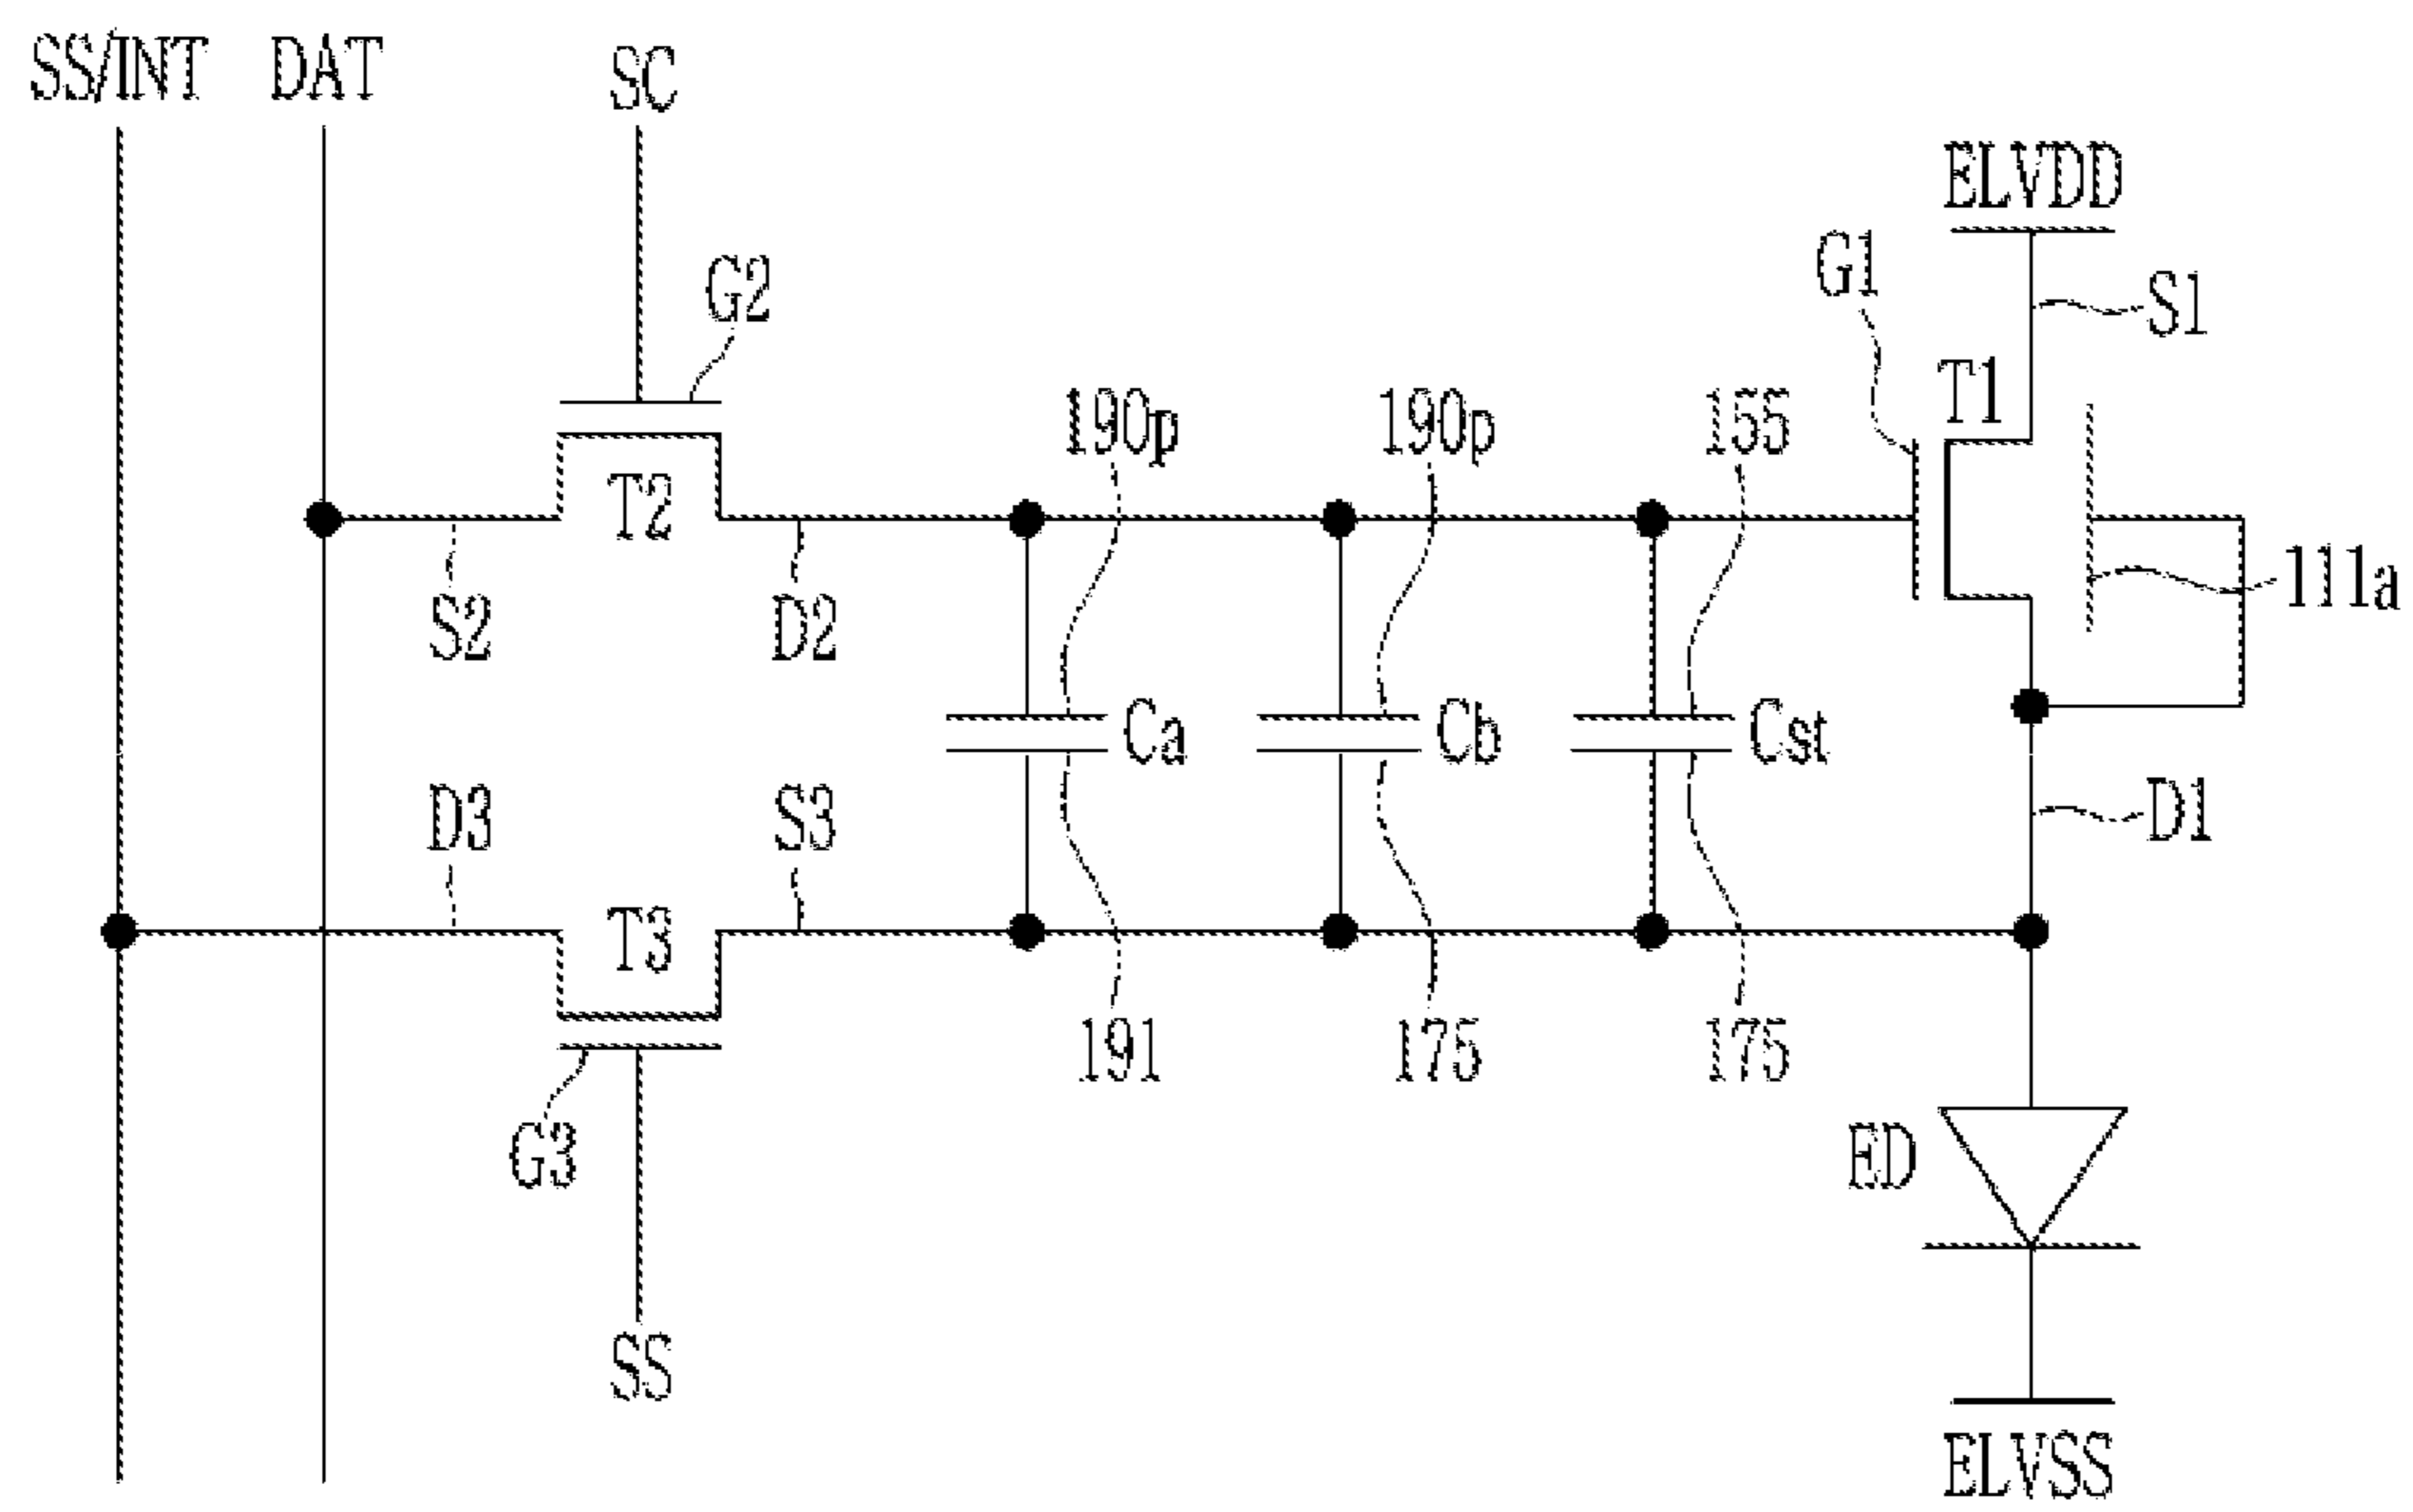 SS/INT
DAT
SC
ELVDD
G2
G1
S1
T1
190p
190p
155
T2
111a
S2
D2
Ca
Cb
Cst
D3
S3
D1
T3
191
175
175
G3
ED
SS
ELVSS